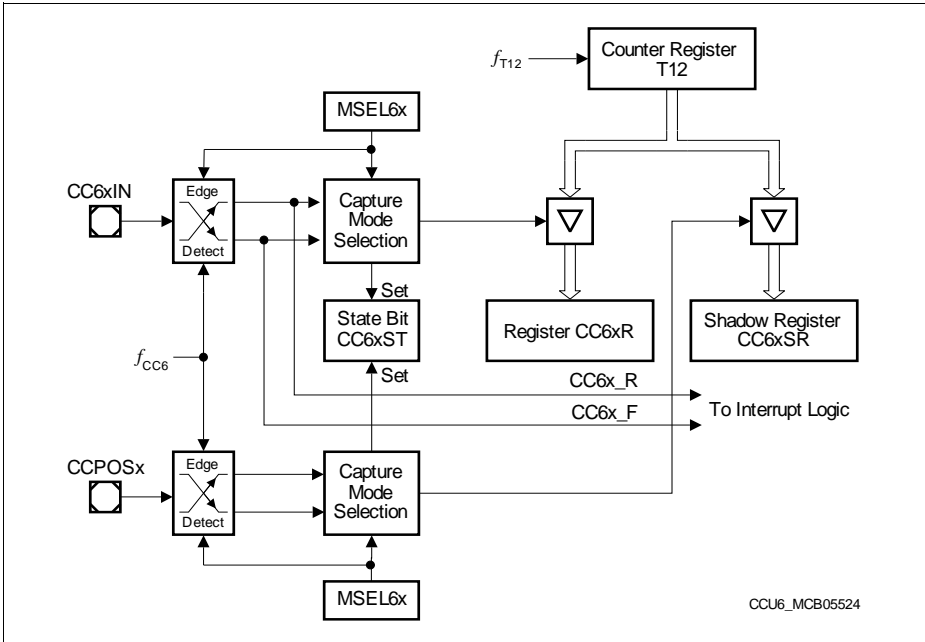 Counter Register
T12
fT12
MSEL6x
CC6xIN
Edge
Detect
Capture
Mode
Selection
Set
State Bit
CC6xST
Set
Register CC6xR
Shadow Register
CC6xSR
fCC6
CC6x_R
CC6x_F
To Interrupt Logic
CCPOSx
Edge
Detect
Capture
Mode
Selection
MSEL6x
CCU6_MCB05524